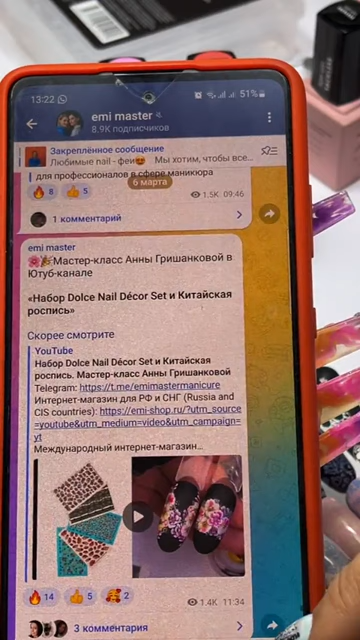 13:22
51%
emi master
8.9K подписчиков
Закреплённое сообщение
Любимые nail - феи😍 Мы хотим, чтобы все...
для профессионалов в сфере маникюра
6 марта
🔥 8 👍 5
1.5K 09:46
1 комментарий
emi master
🌸🎉Мастер-класс Анны Гришанковой в
Ютуб-канале
«Набор Dolce Nail Décor Set и Китайская
роспись»
Скорее смотрите
YouTube
Набор Dolce Nail Décor Set и Китайская
роспись. Мастер-класс Анны Гришанковой
Telegram: https://t.me/emimastermanicure
Интернет-магазин для РФ и СНГ (Russia and
CIS countries): https://emi-shop.ru/?utm_source
=youtube&utm_medium=video&utm_campaign=
yt
Международный интернет-магазин...
🔥 14 👍 5 🥰 2
1.4K 11:34
3 комментария